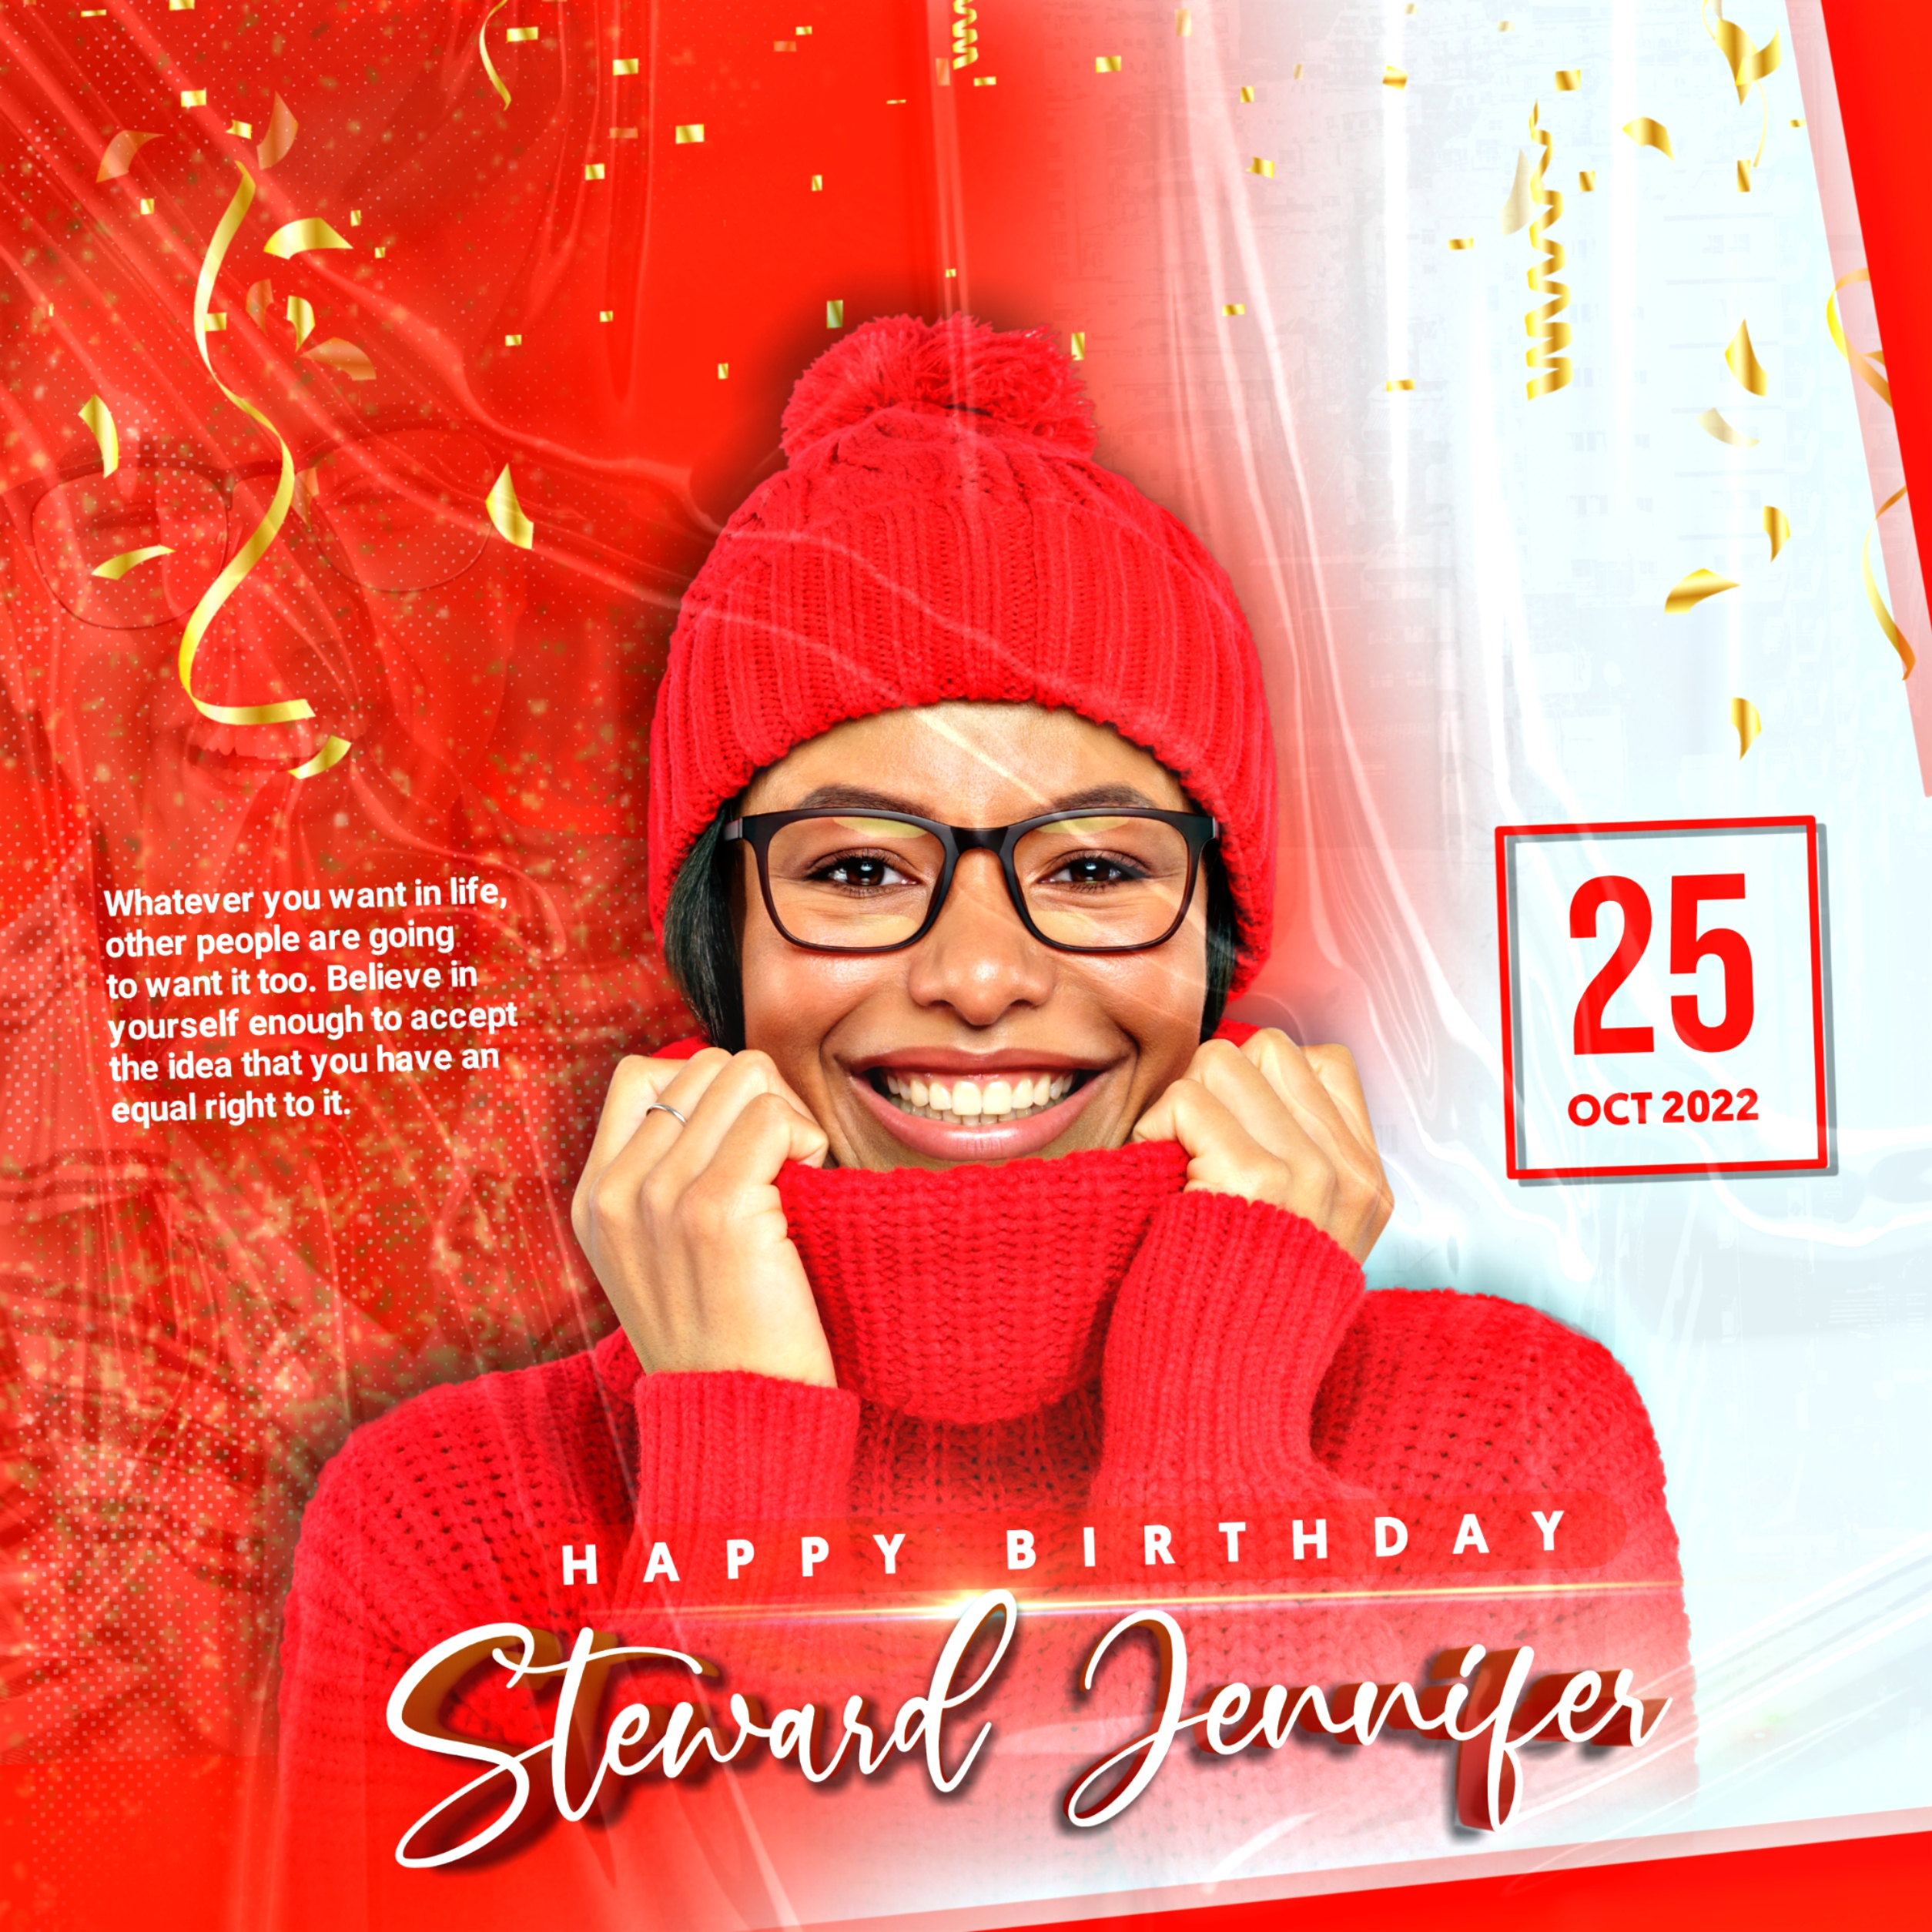 Whatever you want in life,
other people are going
to want it too. Believe in
yourself enough to accept
the idea that you have an
equal right to it.
25
OCT 2022
HAPPY BIRTHDAY
Steward Jennifer